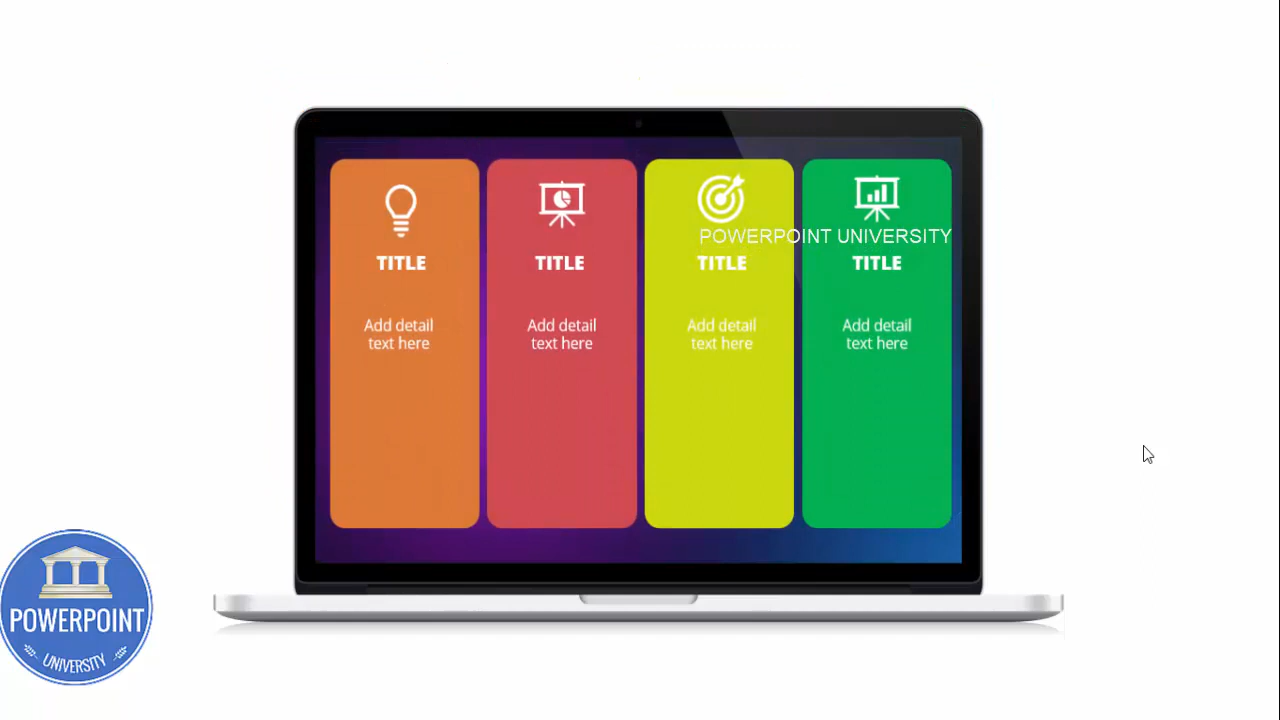 POWERPOINT UNIVERSITY
TITLE
TITLE
TITLE
TITLE
Add detail
text here
Add detail
text here
Add detail
text here
Add detail
text here
POWERPOINT
UNIVERSITY